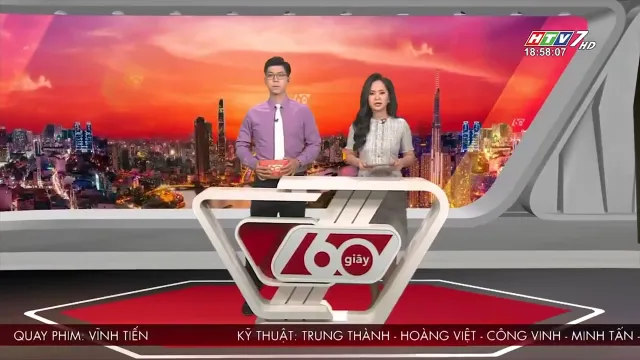 HTV7 HD
18:58:07
60 giây
QUAY PHIM: VĨNH TIẾN KỸ THUẬT: TRUNG THÀNH - HOÀNG VIỆT - CÔNG VINH - MINH TẤN -